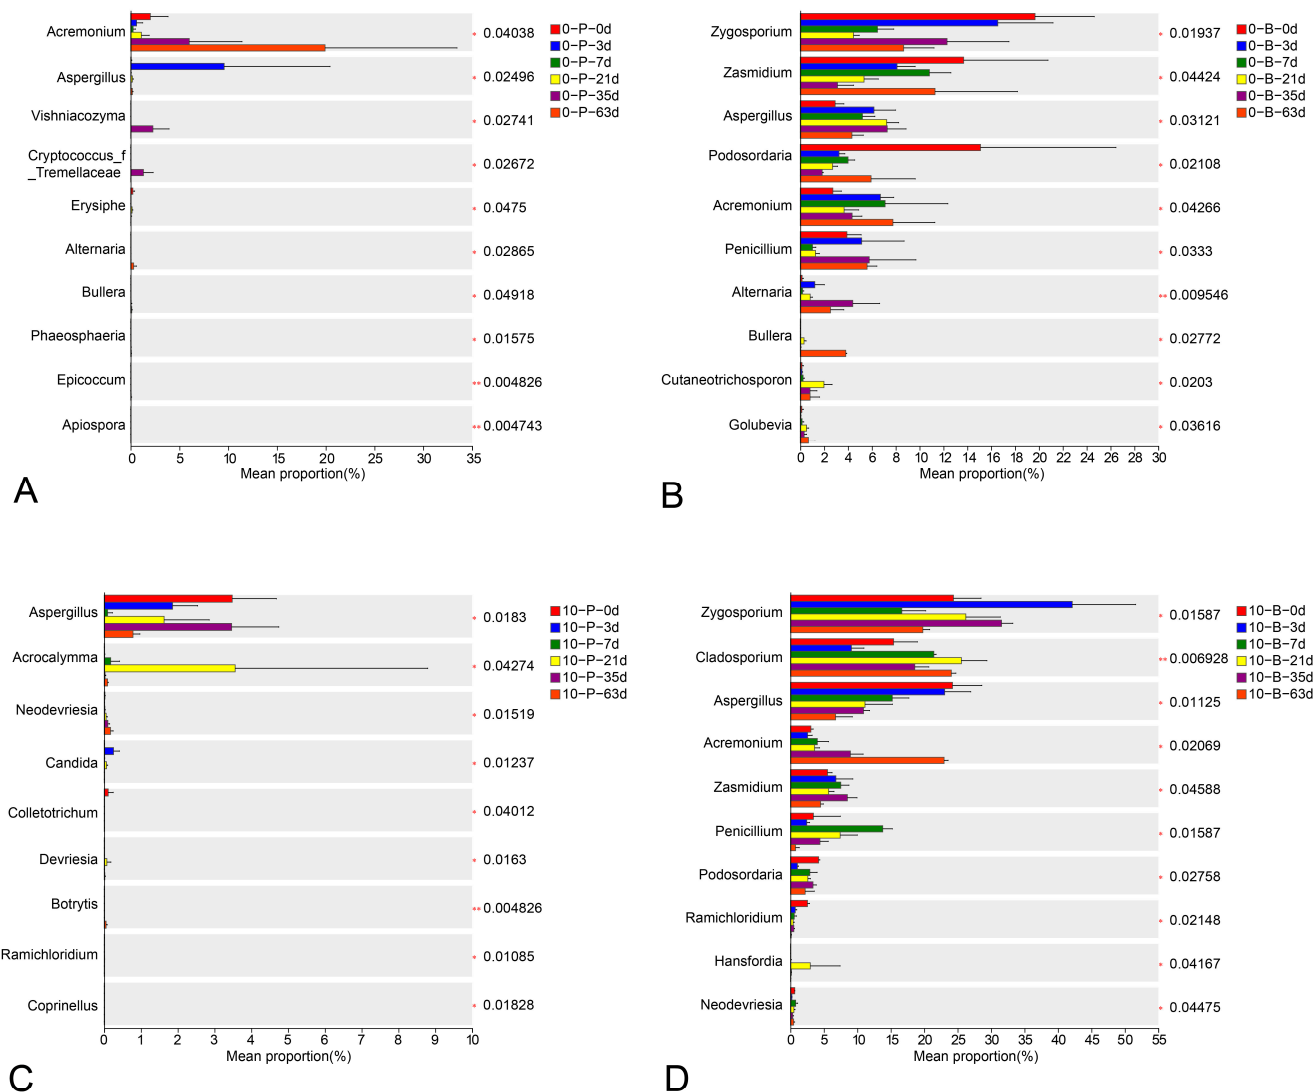 Acremonium
Aspergillus
Vishniacozyma
Cryptococcus_f
_Tremellaceae
Erysiphe
Alternaria
Bullera
Phaeosphaeria
Epicoccum
Apiospora
* 0.04038
* 0.02496
* 0.02741
* 0.02672
* 0.0475
* 0.02865
* 0.04918
* 0.01575
** 0.004826
** 0.004743
0-P-0d
0-P-3d
0-P-7d
0-P-21d
0-P-35d
0-P-63d
0 5 10 15 20 25 30 35
Mean proportion(%)
A
Zygosporium
Zasmidium
Aspergillus
Podosordaria
Acremonium
Penicillium
Alternaria
Bullera
Cutaneotrichosporon
Golubevia
* 0.01937
* 0.04424
* 0.03121
* 0.02108
* 0.04266
* 0.0333
** 0.009546
* 0.02772
* 0.0203
* 0.03616
0-B-0d
0-B-3d
0-B-7d
0-B-21d
0-B-35d
0-B-63d
0 2 4 6 8 10 12 14 16 18 20 22 24 26 28 30
Mean proportion(%)
B
Aspergillus
Acrocalymma
Neodevriesia
Candida
Colletotrichum
Devriesia
Botrytis
Ramichloridium
Coprinellus
* 0.0183
* 0.04274
* 0.01519
* 0.01237
* 0.04012
* 0.0163
** 0.004826
* 0.01085
* 0.01828
10-P-0d
10-P-3d
10-P-7d
10-P-21d
10-P-35d
10-P-63d
0 1 2 3 4 5 6 7 8 9 10
Mean proportion(%)
C
Zygosporium
Cladosporium
Aspergillus
Acremonium
Zasmidium
Penicillium
Podosordaria
Ramichloridium
Hansfordia
Neodevriesia
* 0.01587
** 0.006928
* 0.01125
* 0.02069
* 0.04588
* 0.01587
* 0.02758
* 0.02148
* 0.04167
* 0.04475
10-B-0d
10-B-3d
10-B-7d
10-B-21d
10-B-35d
10-B-63d
0 5 10 15 20 25 30 35 40 45 50 55
Mean proportion(%)
D